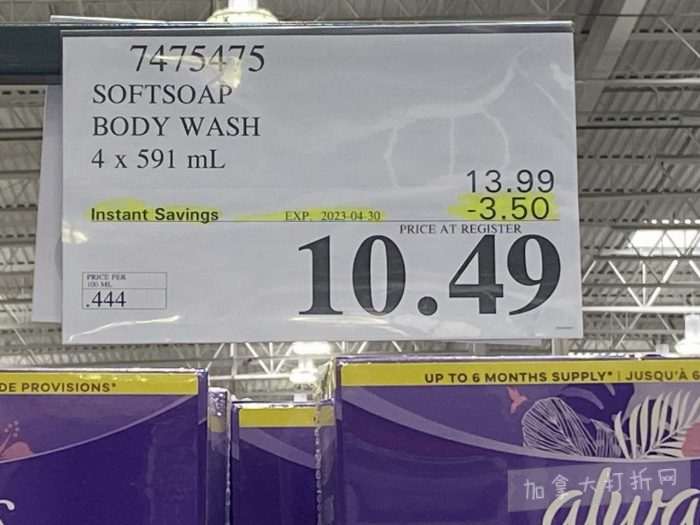 7475475
SOFTSOAP
BODY WASH
4 x 591 mL
13.99
Instant Savings EXP. 2023-04-30 -3.50
PRICE AT REGISTER
10.49
PRICE PER
100 ML
.444
DE PROVISIONS*
UP TO 6 MONTHS SUPPLY* | JUSQU'À 6
alwa
加拿大打折网